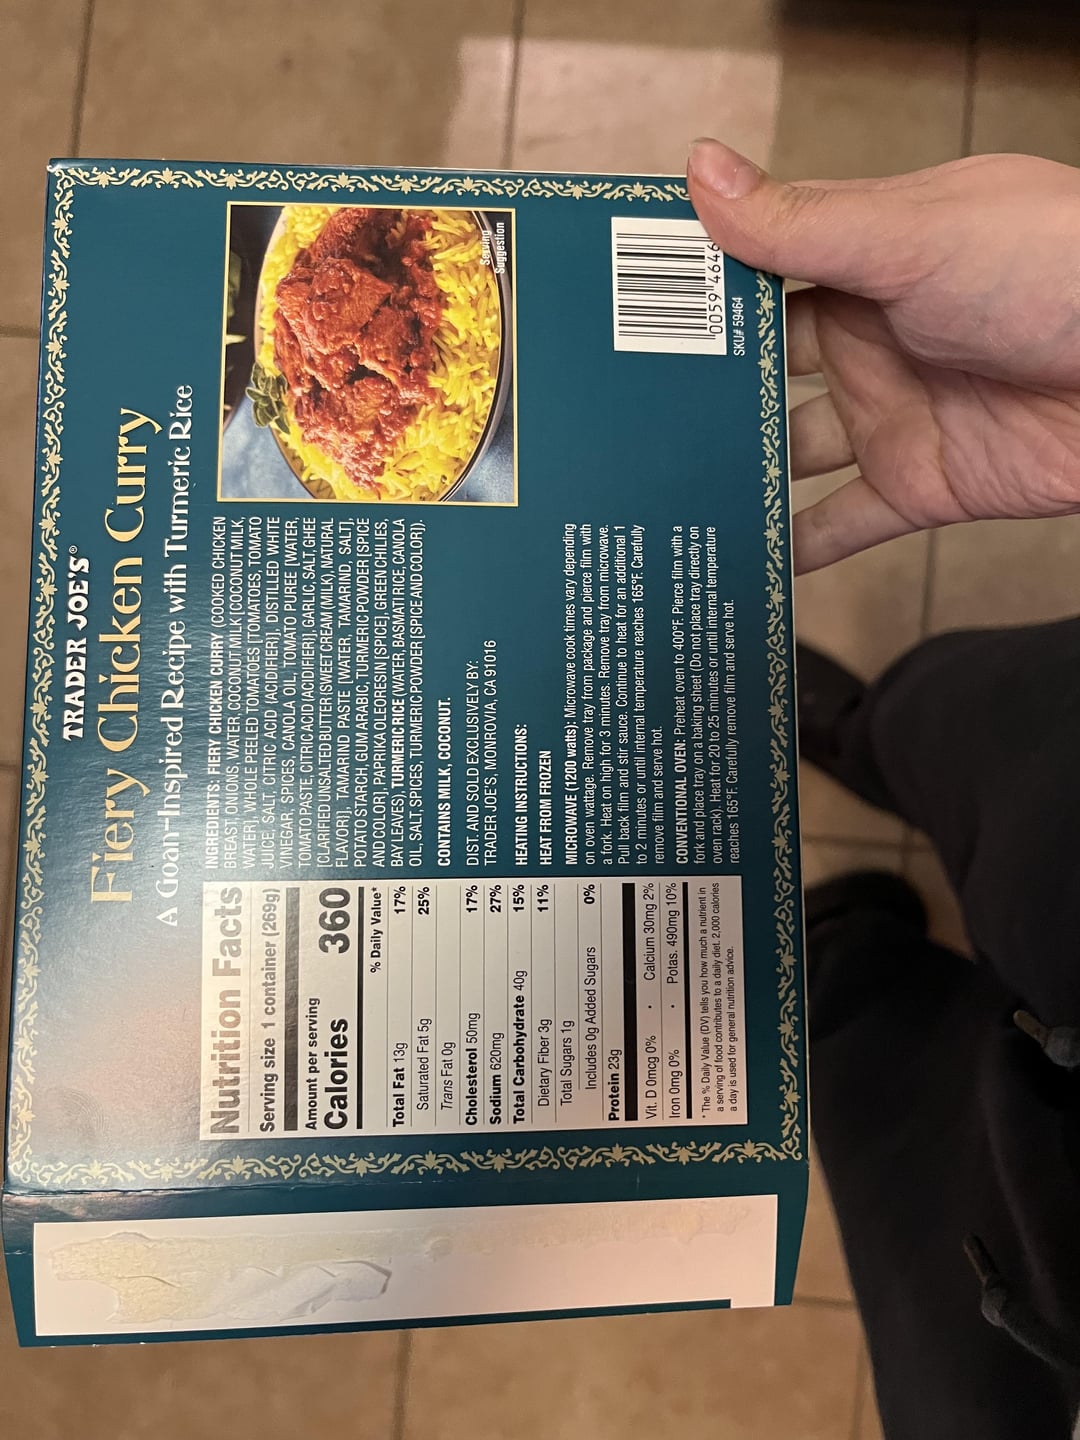 TRADER JOE'S®
Fiery Chicken Curry
A Goan-Inspired Recipe with Turmeric Rice
Nutrition Facts
Serving size 1 container (269g)
Amount per serving
Calories 360
% Daily Value*
Total Fat 13g 17%
Saturated Fat 5g 25%
Trans Fat 0g
Cholesterol 50mg 17%
Sodium 620mg 27%
Total Carbohydrate 40g 15%
Dietary Fiber 3g 11%
Total Sugars 1g
Includes 0g Added Sugars 0%
Protein 23g
Vit. D 0mcg 0% • Calcium 30mg 2%
Iron 0mg 0% • Potas. 490mg 10%
* The % Daily Value (DV) tells you how much a nutrient in
a serving of food contributes to a daily diet. 2,000 calories
a day is used for general nutrition advice.
INGREDIENTS: FIERY CHICKEN CURRY (COOKED CHICKEN
BREAST, ONIONS, WATER, COCONUT MILK [COCONUT MILK,
WATER], WHOLE PEELED TOMATOES [TOMATOES, TOMATO
JUICE, SALT, CITRIC ACID (ACIDIFIER)], DISTILLED WHITE
VINEGAR, SPICES, CANOLA OIL, TOMATO PUREE [WATER,
TOMATO PASTE, CITRIC ACID (ACIDIFIER)], GARLIC, SALT, GHEE
[CLARIFIED UNSALTED BUTTER (SWEET CREAM (MILK), NATURAL
FLAVOR)], TAMARIND PASTE [WATER, TAMARIND, SALT],
POTATO STARCH, GUM ARABIC, TURMERIC POWDER [SPICE
AND COLOR], PAPRIKA OLEORESIN [SPICE], GREEN CHILIES,
BAY LEAVES), TURMERIC RICE (WATER, BASMATI RICE, CANOLA
OIL, SALT, SPICES, TURMERIC POWDER [SPICE AND COLOR]).
CONTAINS MILK, COCONUT.
DIST. AND SOLD EXCLUSIVELY BY:
TRADER JOE'S, MONROVIA, CA 91016
HEATING INSTRUCTIONS:
HEAT FROM FROZEN
MICROWAVE (1200 watts): Microwave cook times vary depending
on oven wattage. Remove tray from package and pierce film with
a fork. Heat on high for 3 minutes. Remove tray from microwave.
Pull back film and stir sauce. Continue to heat for an additional 1
to 2 minutes or until internal temperature reaches 165°F. Carefully
remove film and serve hot.
CONVENTIONAL OVEN: Preheat oven to 400°F. Pierce film with a
fork and place tray on a baking sheet (Do not place tray directly on
oven rack). Heat for 20 to 25 minutes or until internal temperature
reaches 165°F. Carefully remove film and serve hot.
Serving
Suggestion
0059 4646
SKU# 59464